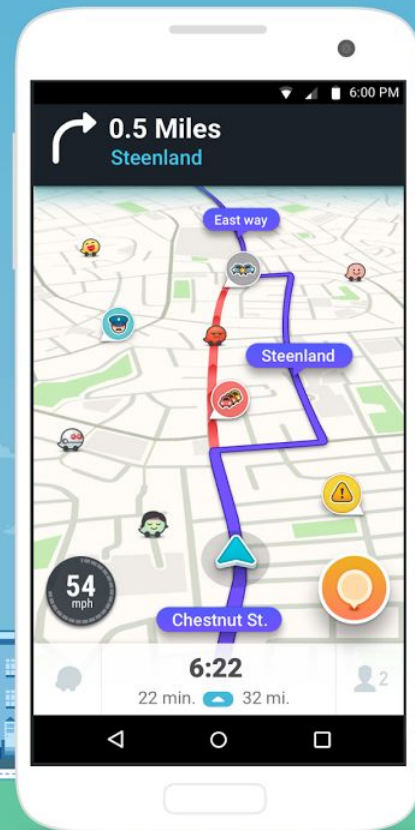 6:00 PM
0.5 Miles
Steenland
East way
Steenland
54
mph
Chestnut St.
6:22
22 min. 32 mi.
2